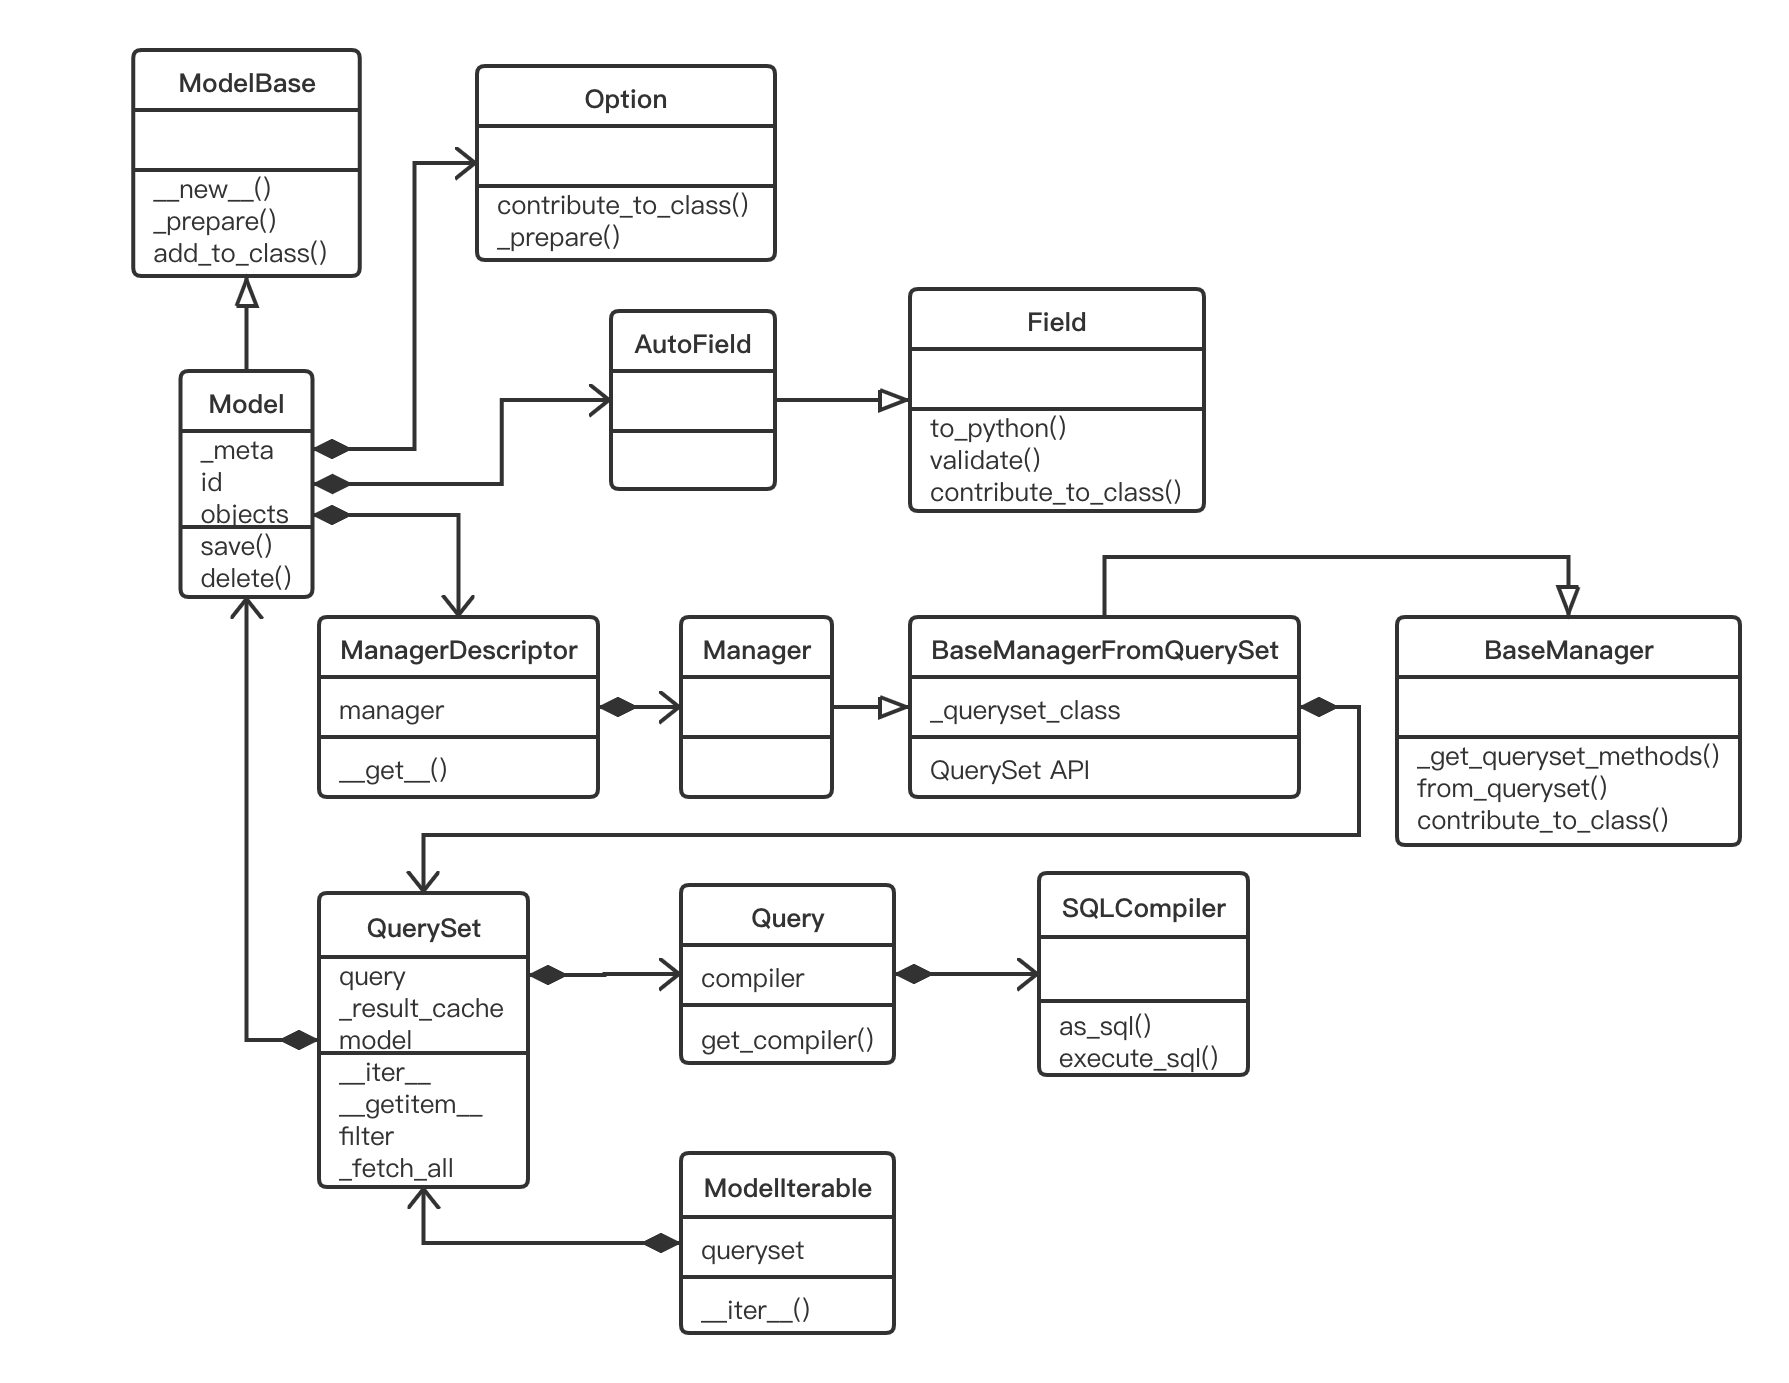 ModelBase
__new__()
_prepare()
add_to_class()
Option
contribute_to_class()
_prepare()
AutoField
Field
to_python()
validate()
contribute_to_class()
Model
_meta
id
objects
save()
delete()
ManagerDescriptor
manager
__get__()
Manager
BaseManagerFromQuerySet
_queryset_class
QuerySet API
BaseManager
_get_queryset_methods()
from_queryset()
contribute_to_class()
QuerySet
query
_result_cache
model
__iter__
__getitem__
filter
_fetch_all
Query
compiler
get_compiler()
SQLCompiler
as_sql()
execute_sql()
ModelIterable
queryset
__iter__()